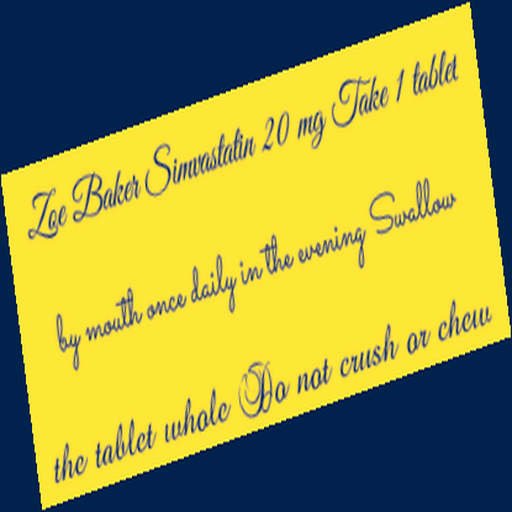 Zoe Baker Simvastatin 20 mg Take 1 tablet
by mouth once daily in the evening Swallow
the tablet whole Do not crush or chew